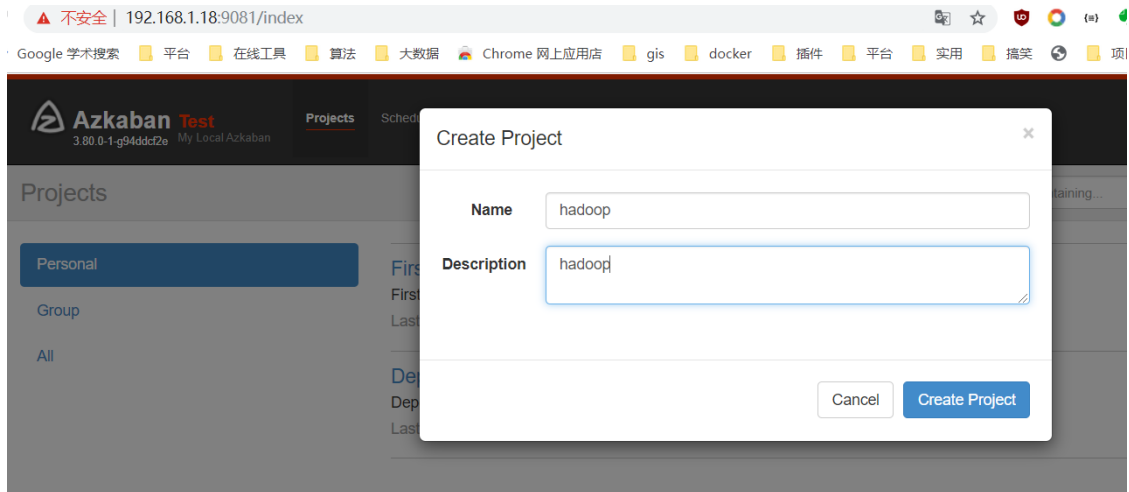 不安全 | 192.168.1.18:9081/index
Google 学术搜索 平台 在线工具 算法 大数据 Chrome 网上应用店 gis docker 插件 平台 实用 搞笑
Azkaban Test
3.80.0-1-g94ddcf2e My Local Azkaban
Projects
Create Project ×
Projects
Name hadoop
Description hadoop
Personal
Group
All
Last
Last
Cancel Create Project